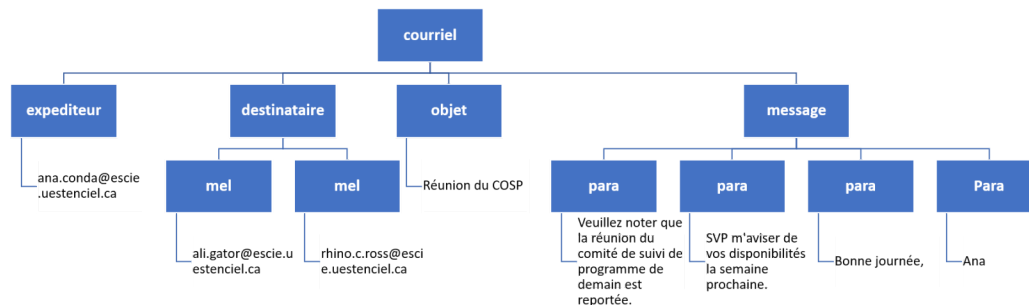 courriel
expediteur
destinataire
objet
message
ana.conda@escie
.uestenciel.ca
mel
mel
Réunion du COSP
para
para
para
Para
ali.gator@escie.u
estenciel.ca
rhino.c.ross@esci
e.uestenciel.ca
Veuillez noter que
la réunion du
comité de suivi de
programme de
demain est
reportée.
SVP m'aviser de
vos disponibilités
la semaine
prochaine.
Bonne journée,
Ana